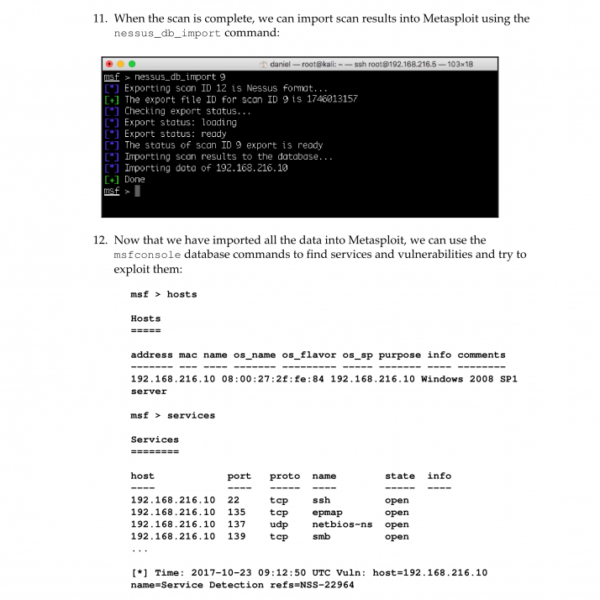 11. When the scan is complete, we can import scan results into Metasploit using the
nessus_db_import command:
daniel — root@kali: ~ — ssh root@192.168.216.5 — 103×18
msf > nessus_db_import 9
[*] Exporting scan ID 12 is Nessus format...
[+] The export file ID for scan ID 9 is 1746013157
[*] Checking export status...
[*] Export status: loading
[*] Export status: ready
[*] The status of scan ID 9 export is ready
[*] Importing scan results to the database...
[*] Importing data of 192.168.216.10
[+] Done
msf >
12. Now that we have imported all the data into Metasploit, we can use the
msfconsole database commands to find services and vulnerabilities and try to
exploit them:
msf > hosts
Hosts
=====
address mac name os_name os_flavor os_sp purpose info comments
------- --- ---- ------- --------- ----- ------- ---- --------
192.168.216.10 08:00:27:2f:fe:84 192.168.216.10 Windows 2008 SP1
server
msf > services
Services
========
host port proto name state info
---- ---- ----- ---- ----- ----
192.168.216.10 22 tcp ssh open
192.168.216.10 135 tcp epmap open
192.168.216.10 137 udp netbios-ns open
192.168.216.10 139 tcp smb open
...
[*] Time: 2017-10-23 09:12:50 UTC Vuln: host=192.168.216.10
name=Service Detection refs=NSS-22964